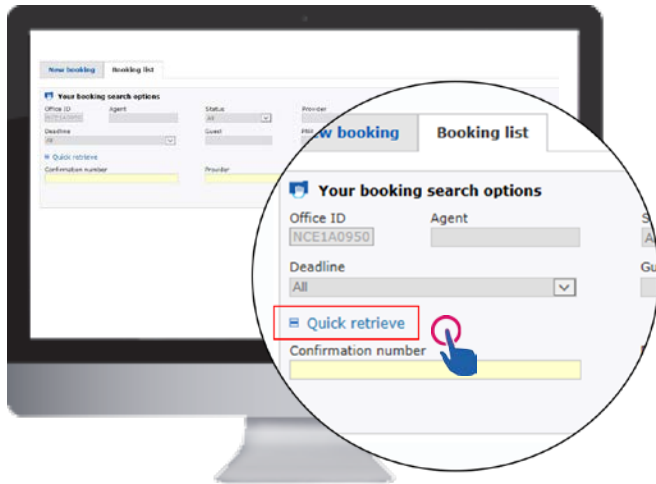 New booking Booking list
Your booking search options
Office ID Agent Status Provider
NCE1A0950 All
Deadline Guest
All
Quick retrieve
Confirmation number Provider
w booking Booking list
Your booking search options
Office ID Agent
NCE1A0950
Deadline Gu
All
Quick retrieve
Confirmation number